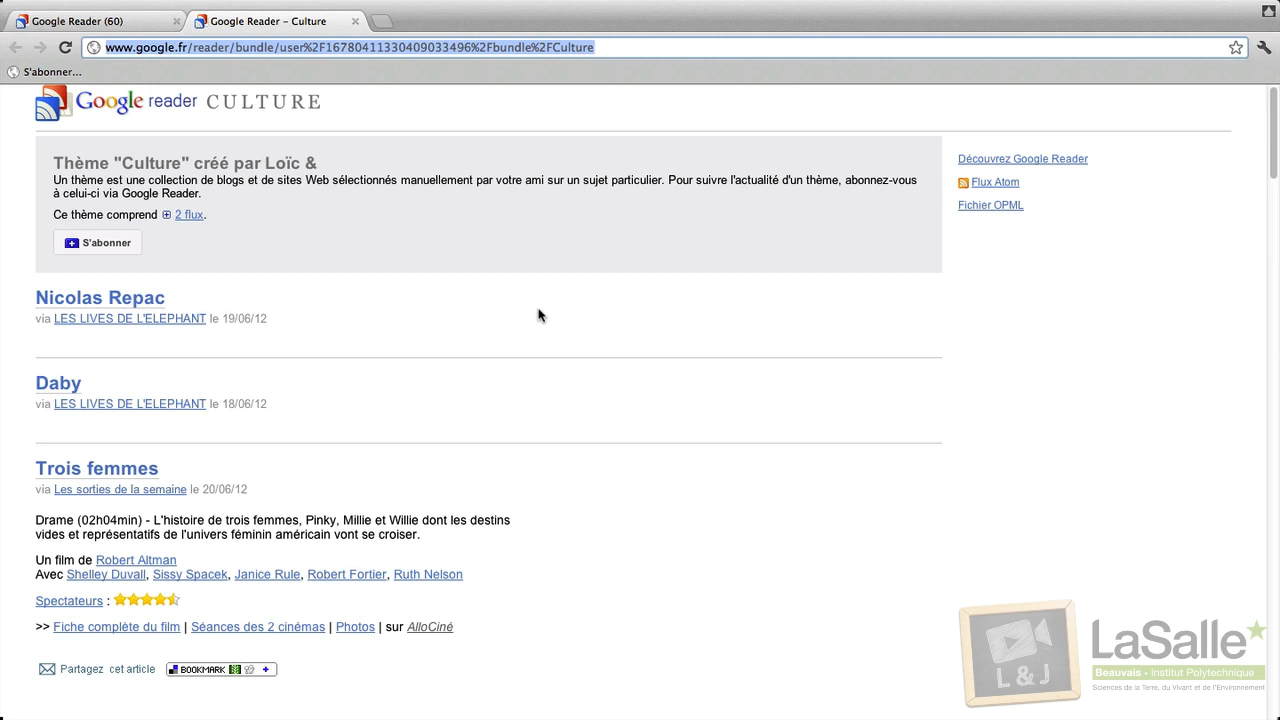 Google Reader (60)
Google Reader – Culture
www.google.fr/reader/bundle/user%2F16780411330409033496%2Fbundle%2FCulture
S'abonner...
Google reader CULTURE
Thème "Culture" créé par Loïc &
Un thème est une collection de blogs et de sites Web sélectionnés manuellement par votre ami sur un sujet particulier. Pour suivre l'actualité d'un thème, abonnez-vous
à celui-ci via Google Reader.
Ce thème comprend 2 flux.
S'abonner
Découvrez Google Reader
Flux Atom
Fichier OPML
Nicolas Repac
via LES LIVES DE L'ELEPHANT le 19/06/12
Daby
via LES LIVES DE L'ELEPHANT le 18/06/12
Trois femmes
via Les sorties de la semaine le 20/06/12
Drame (02h04min) - L'histoire de trois femmes, Pinky, Millie et Willie dont les destins
vides et représentatifs de l'univers féminin américain vont se croiser.
Un film de Robert Altman
Avec Shelley Duvall, Sissy Spacek, Janice Rule, Robert Fortier, Ruth Nelson
Spectateurs :
>> Fiche complète du film | Séances des 2 cinémas | Photos | sur AlloCiné
Partagez cet article
BOOKMARK
L & J
LaSalle
Beauvais • Institut Polytechnique
Sciences de la Terre, du Vivant et de l'Environnement